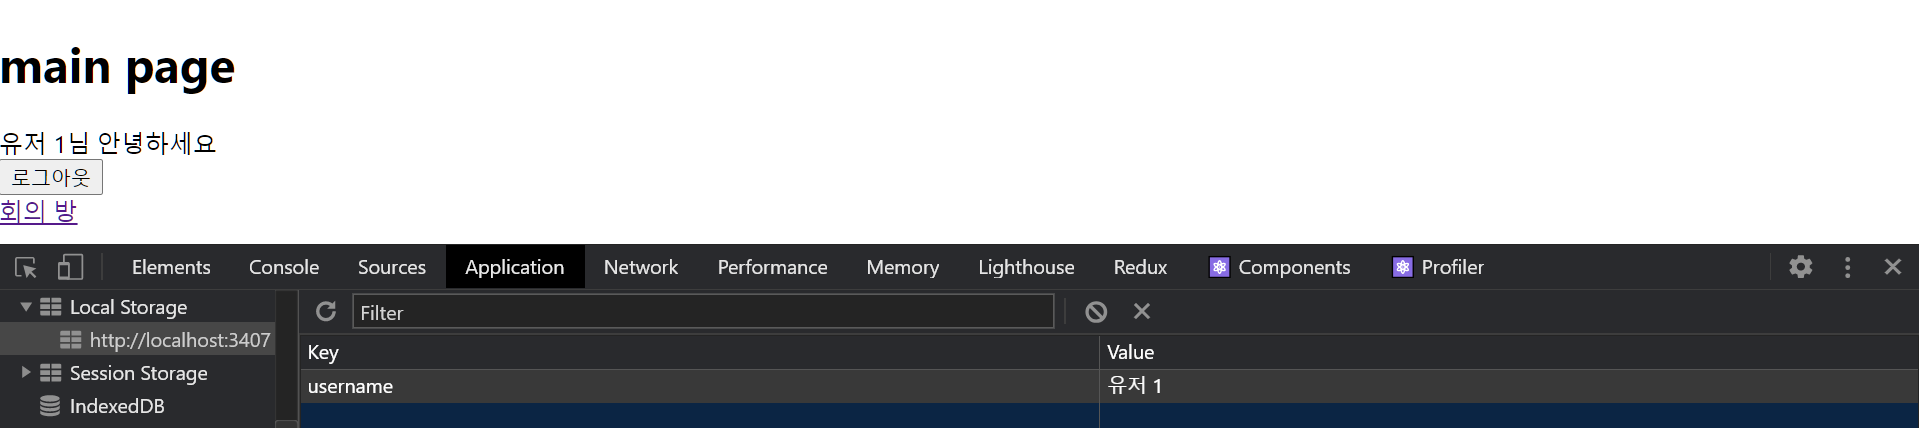 main page
유저 1님 안녕하세요
로그아웃
회의 방
Elements Console Sources Application Network Performance Memory Lighthouse Redux Components Profiler
Local Storage
Filter
http://localhost:3407
Key Value
Session Storage
username 유저 1
IndexedDB